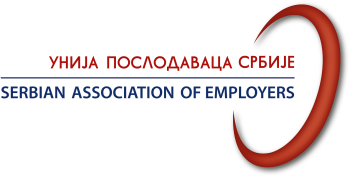 УНИЈА ПОСЛОДАВАЦА СРБИЈЕ
SERBIAN ASSOCIATION OF EMPLOYERS